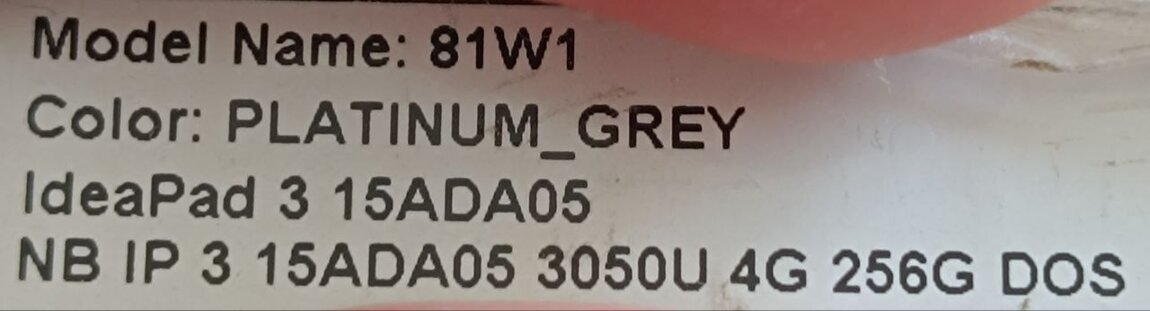 Model Name: 81W1
Color: PLATINUM_GREY
IdeaPad 3 15ADA05
NB IP 3 15ADA05 3050U 4G 256G DOS